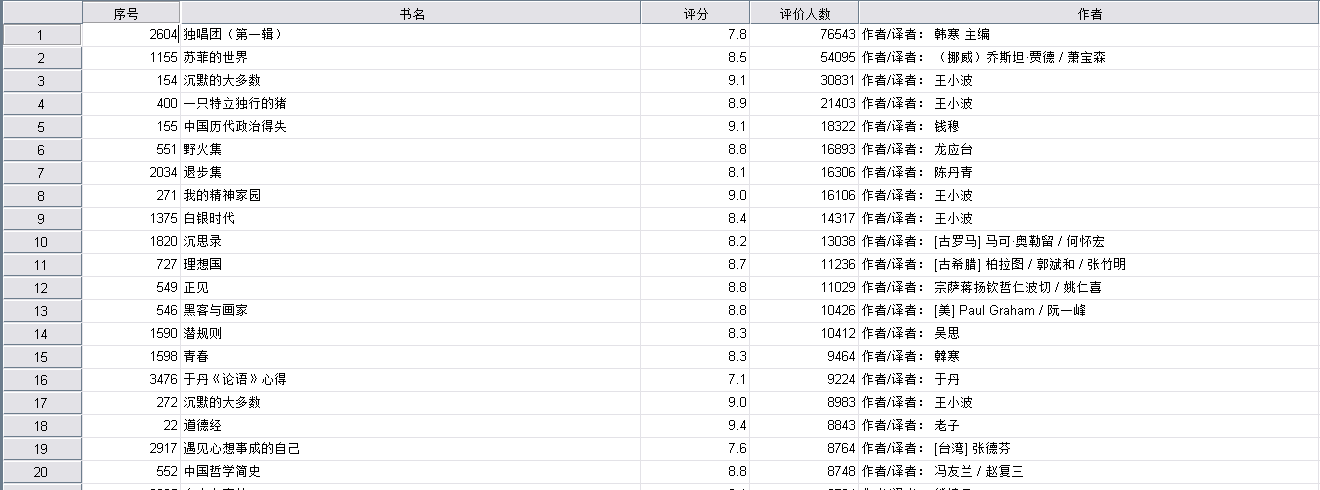 序号 书名 评分 评价人数 作者
1 2604 独唱团（第一辑） 7.8 76543 作者/译者： 韩寒 主编
2 1155 苏菲的世界 8.5 54095 作者/译者： （挪威）乔斯坦·贾德 / 萧宝森
3 154 沉默的大多数 9.1 30831 作者/译者： 王小波
4 400 一只特立独行的猪 8.9 21403 作者/译者： 王小波
5 155 中国历代政治得失 9.1 18322 作者/译者： 钱穆
6 551 野火集 8.8 16893 作者/译者： 龙应台
7 2034 退步集 8.1 16306 作者/译者： 陈丹青
8 271 我的精神家园 9.0 16106 作者/译者： 王小波
9 1375 白银时代 8.4 14317 作者/译者： 王小波
10 1820 沉思录 8.2 13038 作者/译者： [古罗马] 马可·奥勒留 / 何怀宏
11 727 理想国 8.7 11236 作者/译者： [古希腊] 柏拉图 / 郭斌和 / 张竹明
12 549 正见 8.8 11029 作者/译者： 宗萨蒋扬钦哲仁波切 / 姚仁喜
13 546 黑客与画家 8.8 10426 作者/译者： [美] Paul Graham / 阮一峰
14 1590 潜规则 8.3 10412 作者/译者： 吴思
15 1598 青春 8.3 9464 作者/译者： 韓寒
16 3476 于丹《论语》心得 7.1 9224 作者/译者： 于丹
17 272 沉默的大多数 9.0 8983 作者/译者： 王小波
18 22 道德经 9.4 8843 作者/译者： 老子
19 2917 遇见心想事成的自己 7.6 8764 作者/译者： [台湾] 张德芬
20 552 中国哲学简史 8.8 8748 作者/译者： 冯友兰 / 赵复三